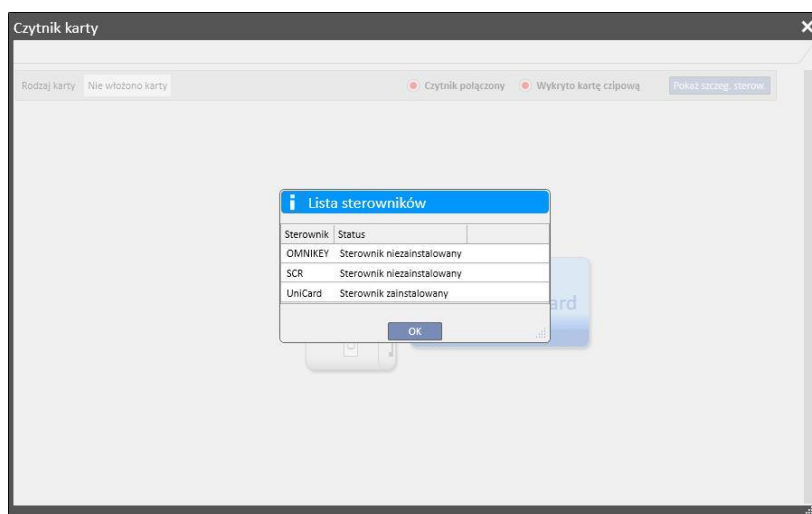 Czytnik karty
Rodzaj karty Nie włożono karty Czytnik połączony Wykryto kartę czipową Pokaż szczeg. sterow
Lista sterowników
Sterownik Status
OMNIKEY Sterownik niezainstalowany
SCR Sterownik niezainstalowany
UniCard Sterownik zainstalowany
ard
OK